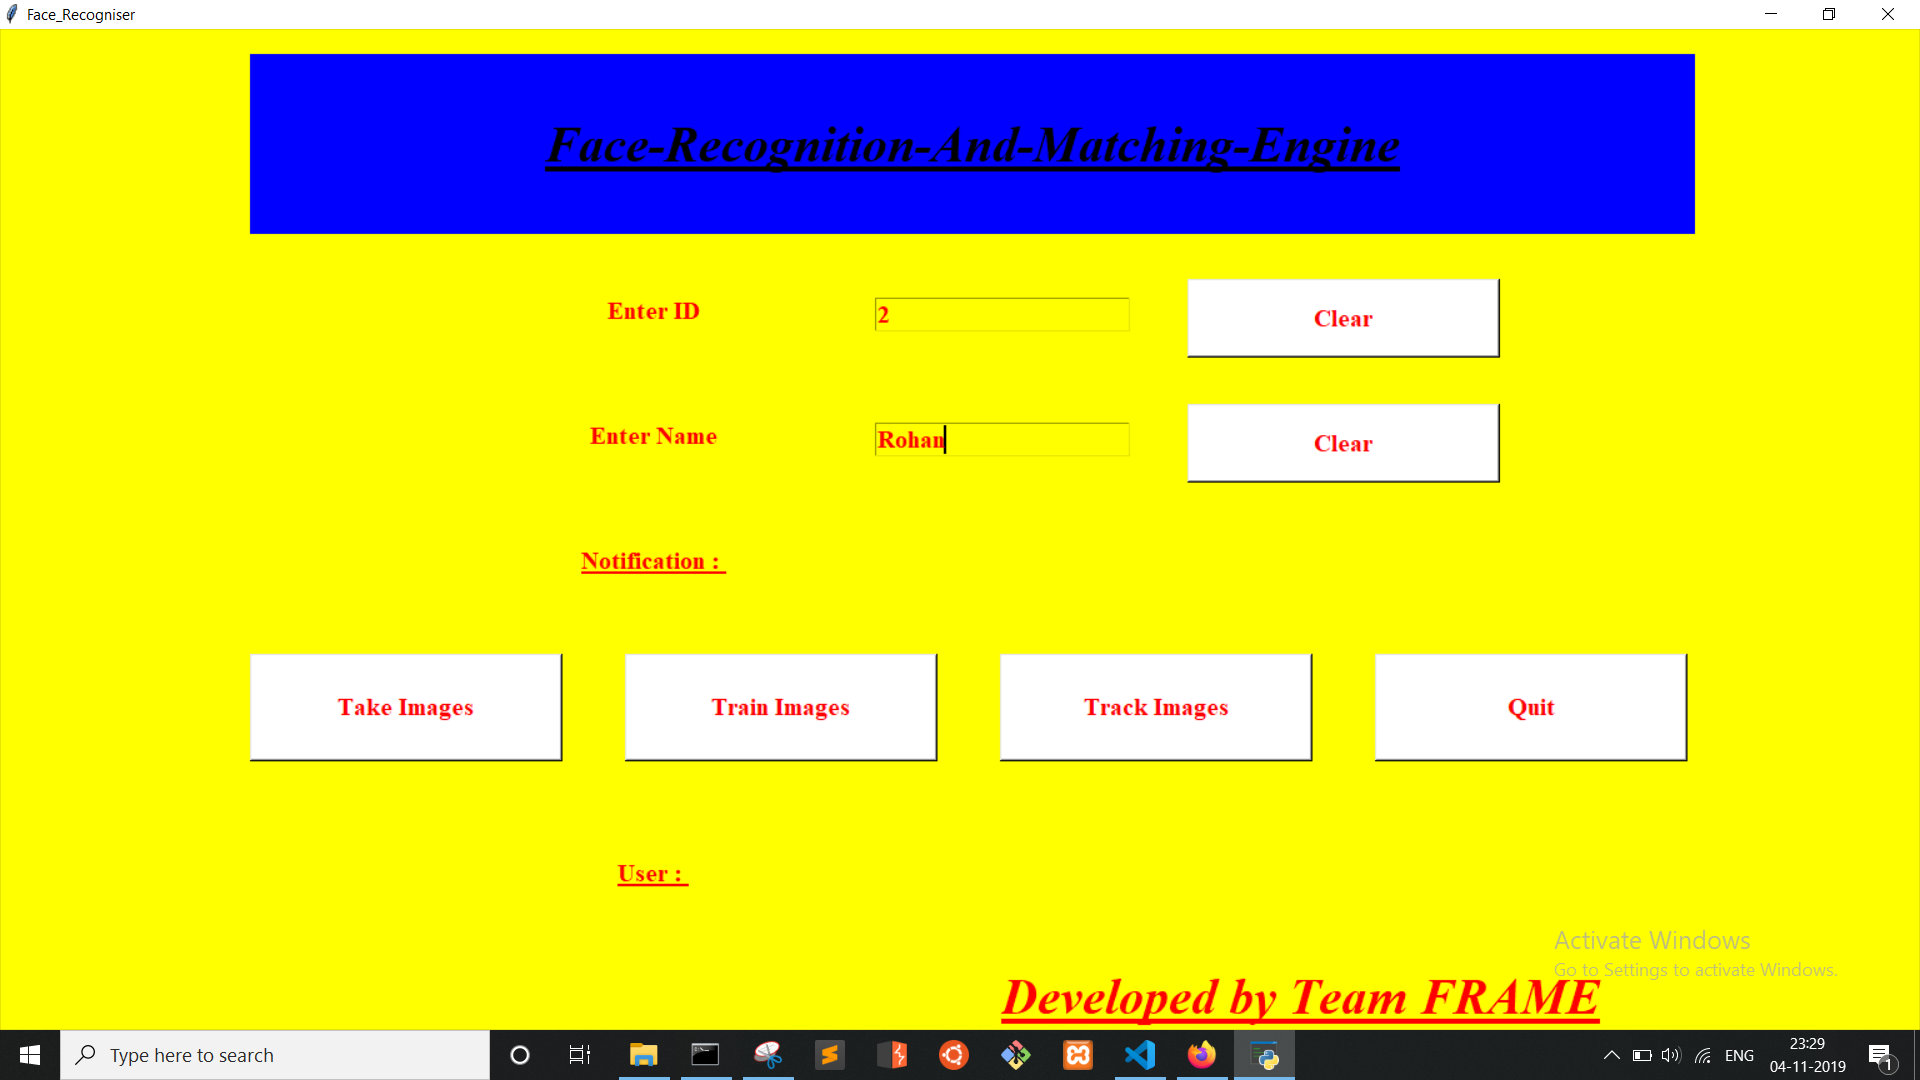 Face_Recogniser
Face-Recognition-And-Matching-Engine
Enter ID
2
Clear
Enter Name
Rohan
Clear
Notification :
Take Images
Train Images
Track Images
Quit
User :
Activate Windows
Go to Settings to activate Windows.
Developed by Team FRAME
Type here to search
ENG
23:29
04-11-2019
1